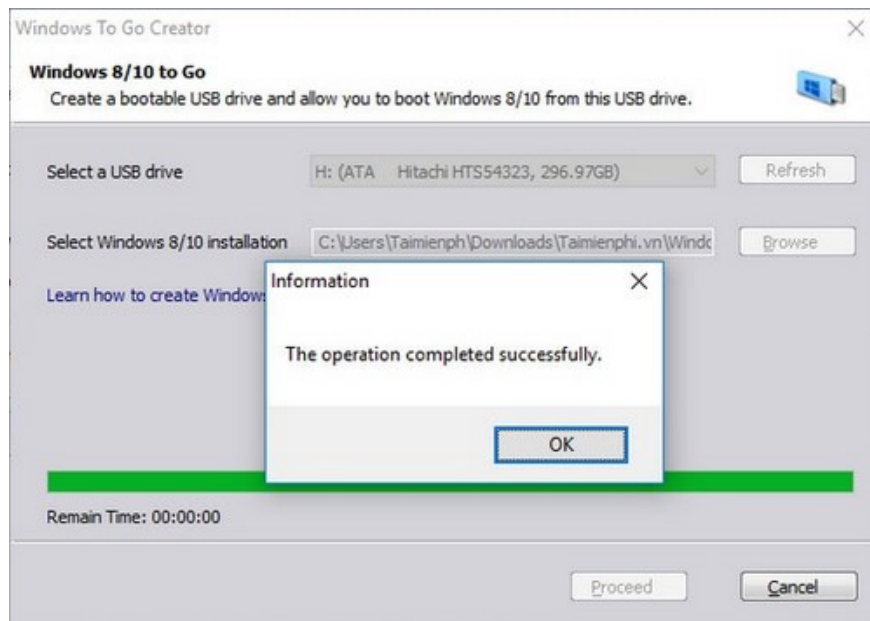 Windows To Go Creator
Windows 8/10 to Go
Create a bootable USB drive and allow you to boot Windows 8/10 from this USB drive.
Select a USB drive
H: (ATA Hitachi HTS54323, 296.97GB)
Refresh
Select Windows 8/10 installation
C:\Users\Taimienph\Downloads\Taimienphi.vn\Windo
Browse
Learn how to create Window
Information
The operation completed successfully.
OK
Remain Time: 00:00:00
Proceed
Cancel